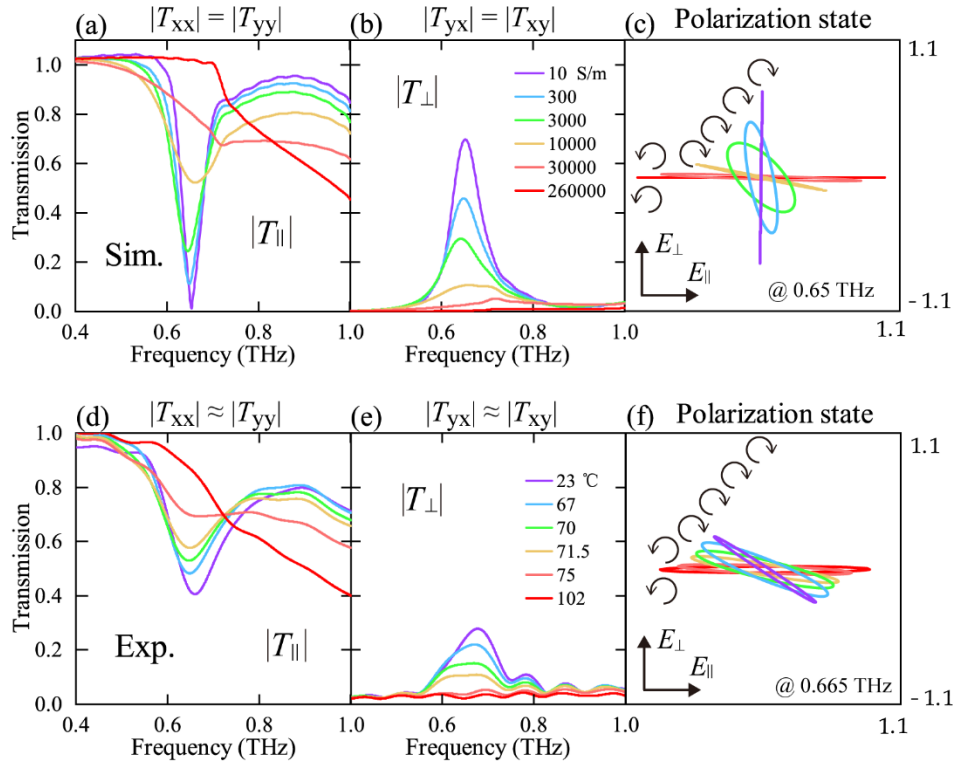 (a) |Txx| = |Tyy|
(b) |Tyx| = |Txy|
(c) Polarization state
Transmission
1.0
0.8
0.6
0.4
0.2
0.0
Sim.
|T∥|
0.4 0.6 0.8 1.0
Frequency (THz)
|T⊥|
10 S/m
300
3000
10000
30000
260000
0.6 0.8 1.0
Frequency (THz)
1.1
E⊥
E∥
@ 0.65 THz
-1.1
1.1
(d) |Txx| ≈ |Tyy|
(e) |Tyx| ≈ |Txy|
(f) Polarization state
Transmission
1.0
0.8
0.6
0.4
0.2
0.0
Exp.
|T∥|
0.4 0.6 0.8 1.0
Frequency (THz)
|T⊥|
23 ℃
67
70
71.5
75
102
0.6 0.8 1.0
Frequency (THz)
1.1
E⊥
E∥
@ 0.665 THz
-1.1
1.1